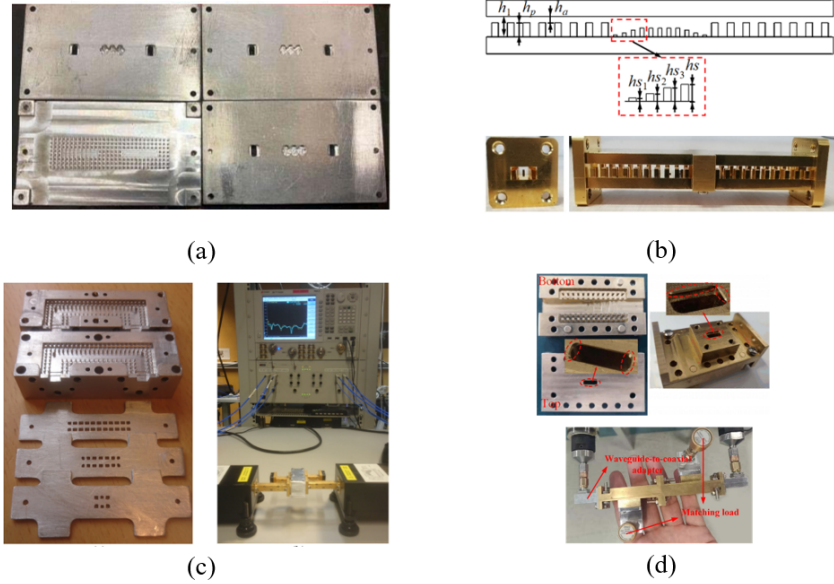 h1 hp ha
hs1 hs2 hs3 hs
(a)
(b)
Bottom
Top
Waveguide-to-coaxial
adapter
Matching load
(c)
(d)